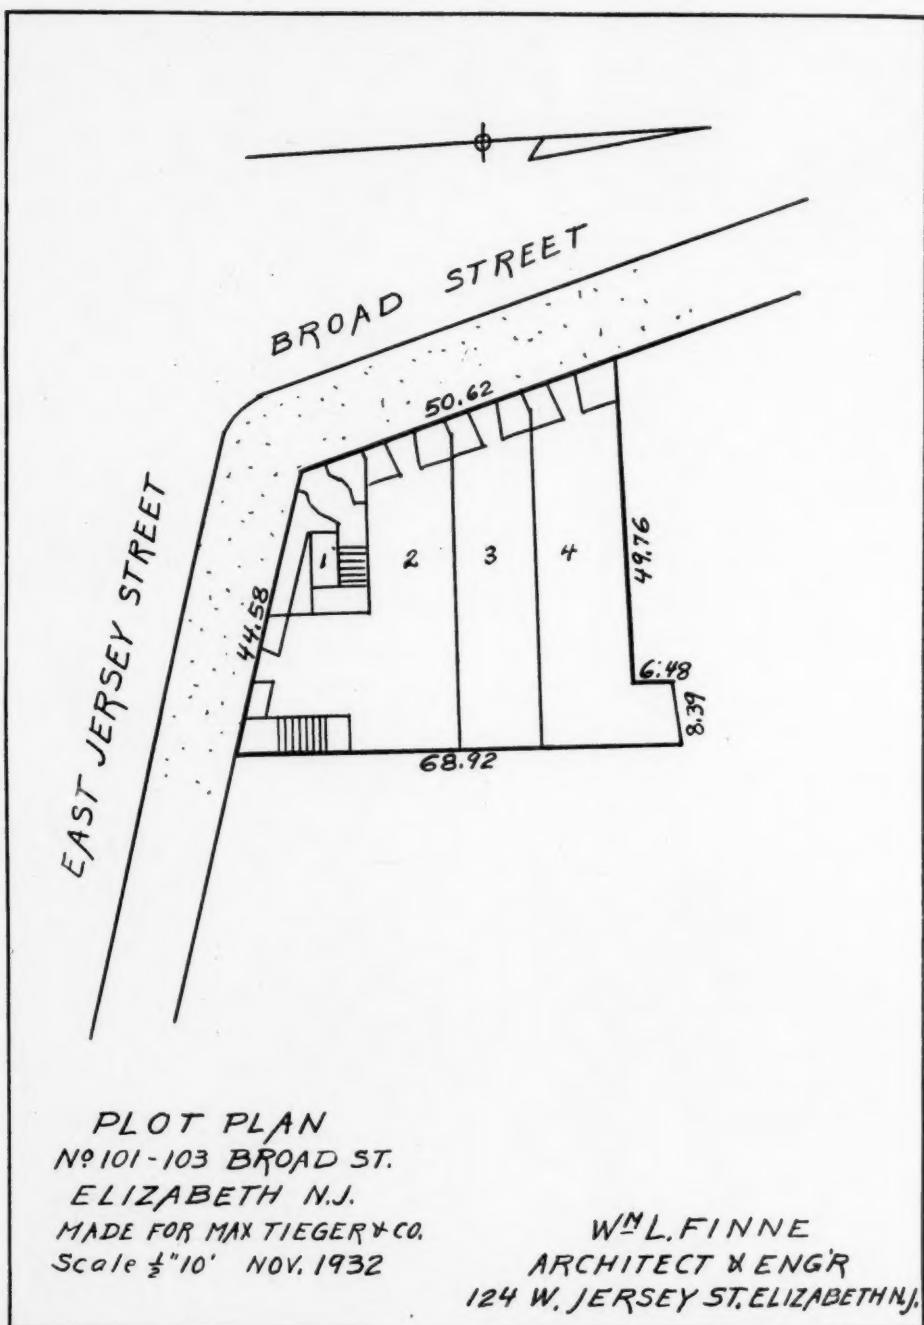 BROAD STREET
50.62
EAST JERSEY STREET
44.58
1
2
3
4
49.76
6.48
8.39
68.92
PLOT PLAN
Nº 101-103 BROAD ST.
ELIZABETH N.J.
MADE FOR MAX TIEGER & CO.
Scale ½"10' NOV. 1932
WM L. FINNE
ARCHITECT & ENG'R
124 W. JERSEY ST. ELIZABETH N.J.